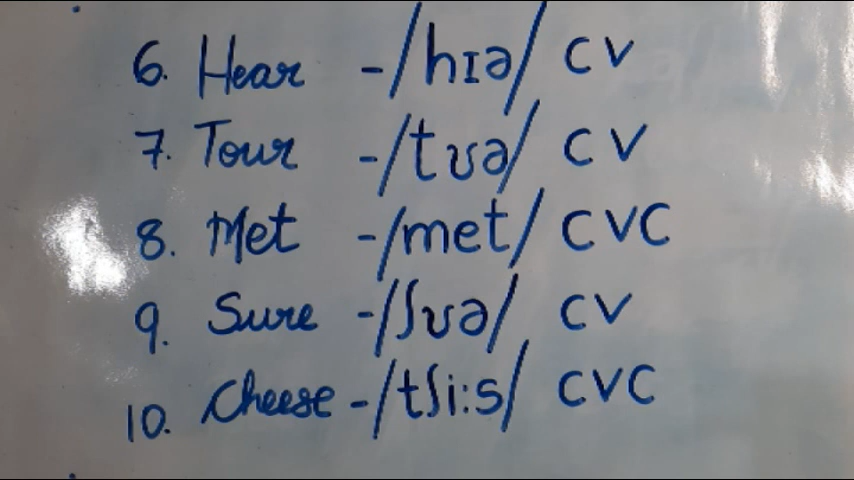 6. Hear - /hɪə/ CV
7. Tour - /tʊə/ CV
8. Met - /met/ CVC
9. Sure - /ʃʊə/ CV
10. Cheese - /tʃi:s/ CVC